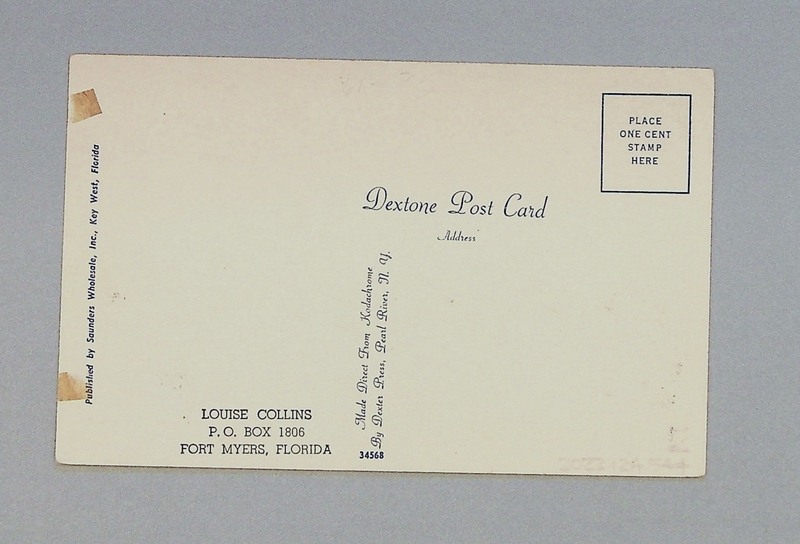 PLACE
ONE CENT
STAMP
HERE
Dextone Post Card
Address
Published by Saunders Wholesale, Inc., Key West, Florida
Made Direct From Kodachrome
By Dexter Press, Pearl River, N. Y.
34568
LOUISE COLLINS
P. O. BOX 1806
FORT MYERS, FLORIDA